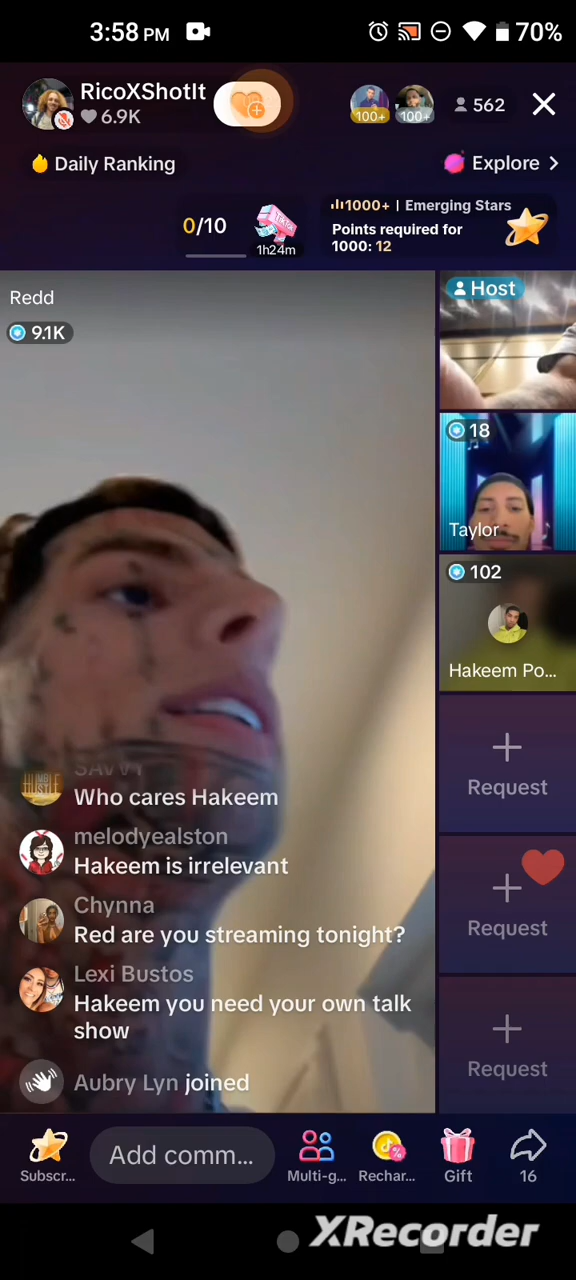 3:58 PM
70%
RicoXShotIt
6.9K
100+
100+
562
Daily Ranking
Explore >
0/10
1h24m
1000+ | Emerging Stars
Points required for
1000: 12
Redd
9.1K
Host
18
Taylor
102
Hakeem Po...
Request
Request
Request
SAVVY
Who cares Hakeem
melodyealston
Hakeem is irrelevant
Chynna
Red are you streaming tonight?
Lexi Bustos
Hakeem you need your own talk
show
Aubry Lyn joined
Subscr...
Add comm...
Multi-g...
Rechar...
Gift
16
XRecorder